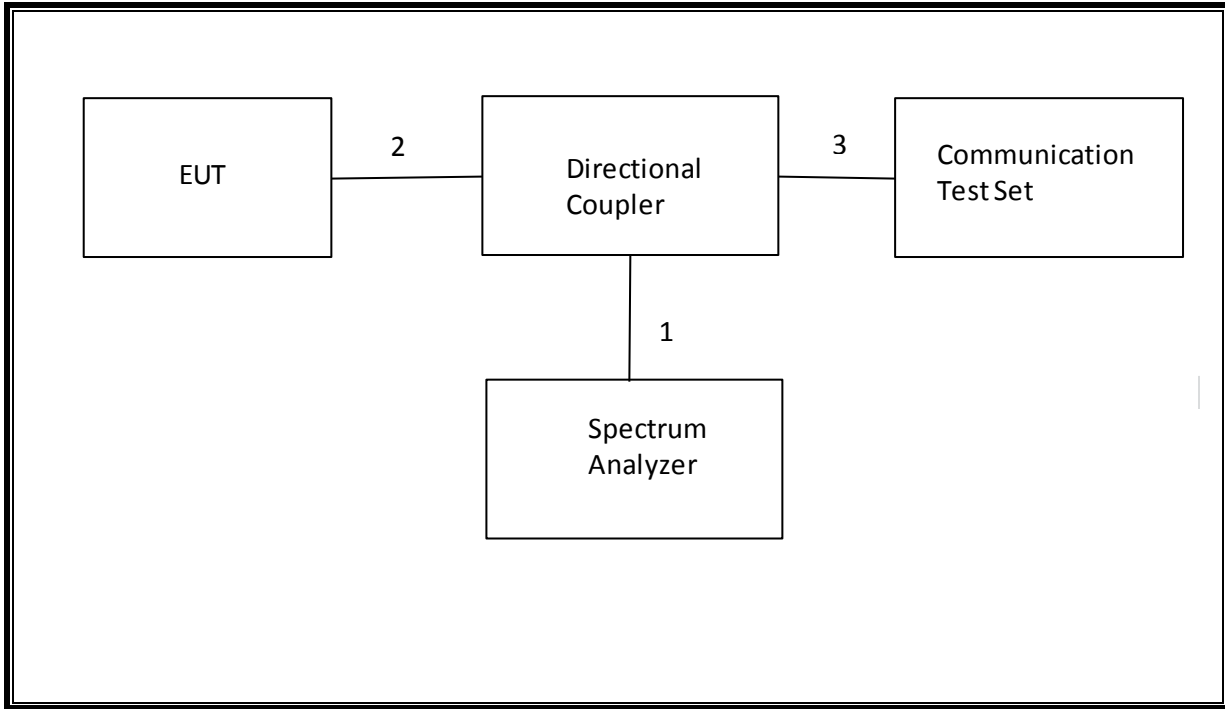 EUT
2
Directional
Coupler
3
Communication
Test Set
1
Spectrum
Analyzer